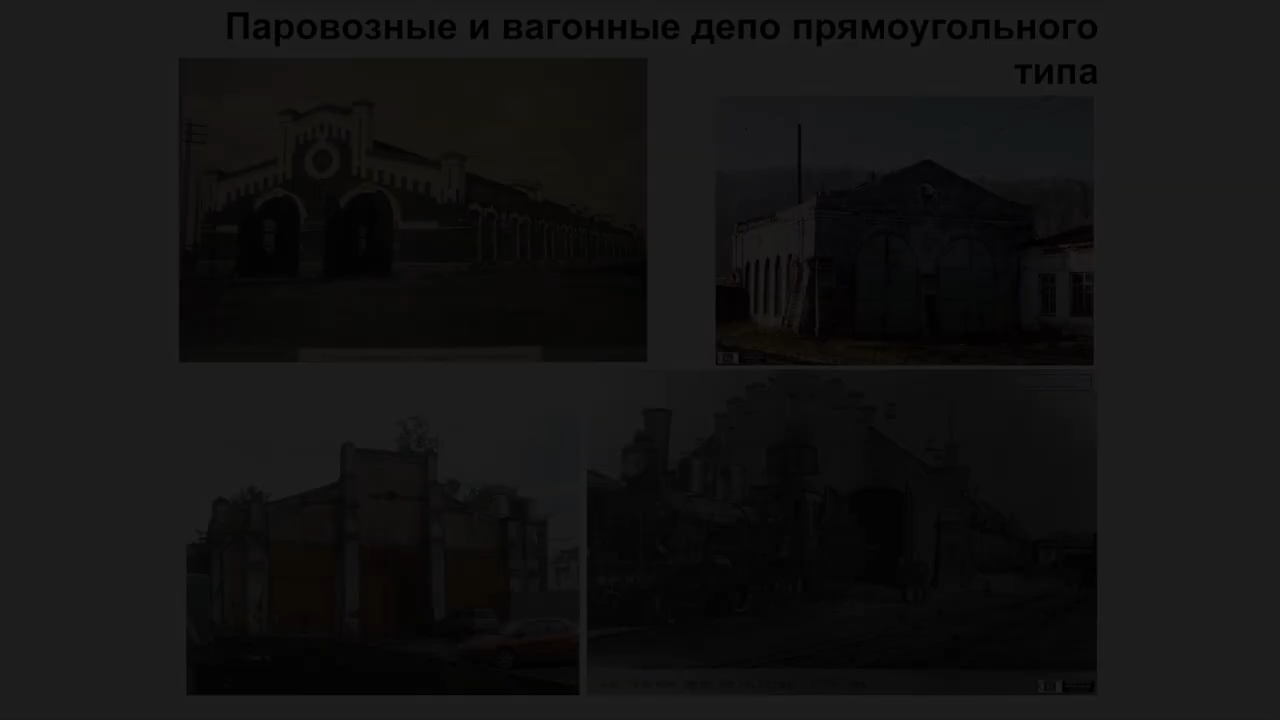 Паровозные и вагонные депо прямоугольного
типа